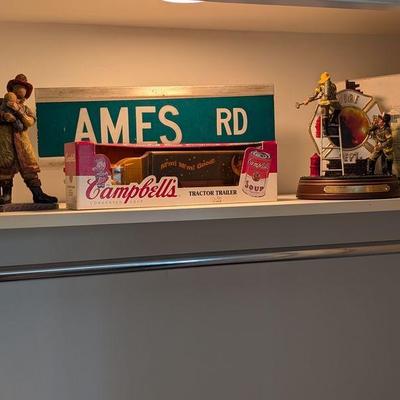 AMES RD
Campbell's
TRACTOR TRAILER
Campbell's
SOUP